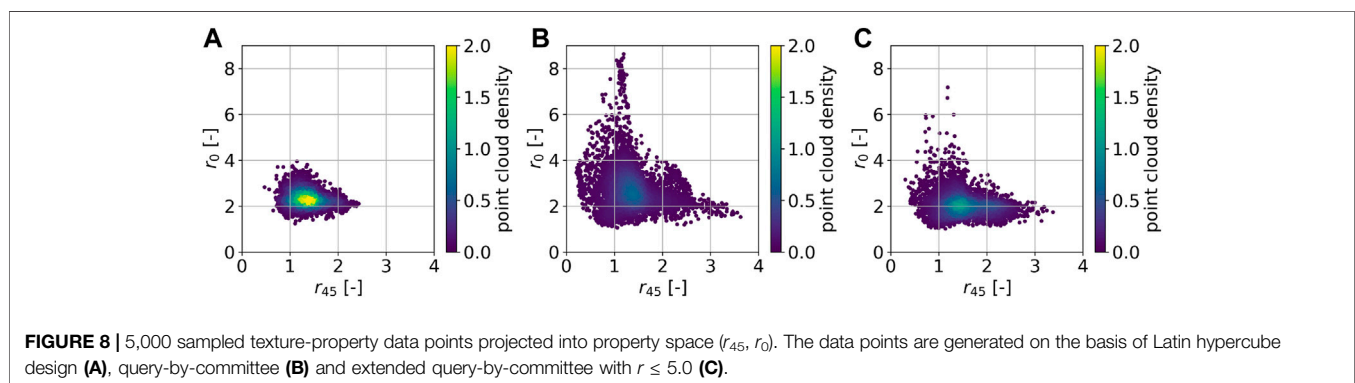 A
B
C
8
6
4
2
0
0 1 2 3 4
r₀ [-]
r₄₅ [-]
2.0
1.5
1.0
0.5
0.0
point cloud density
8
6
4
2
0
0 1 2 3 4
r₀ [-]
r₄₅ [-]
2.0
1.5
1.0
0.5
0.0
point cloud density
8
6
4
2
0
0 1 2 3 4
r₀ [-]
r₄₅ [-]
2.0
1.5
1.0
0.5
0.0
point cloud density
FIGURE 8 | 5,000 sampled texture-property data points projected into property space (r₄₅, r₀). The data points are generated on the basis of Latin hypercube
design (A), query-by-committee (B) and extended query-by-committee with r ≤ 5.0 (C).